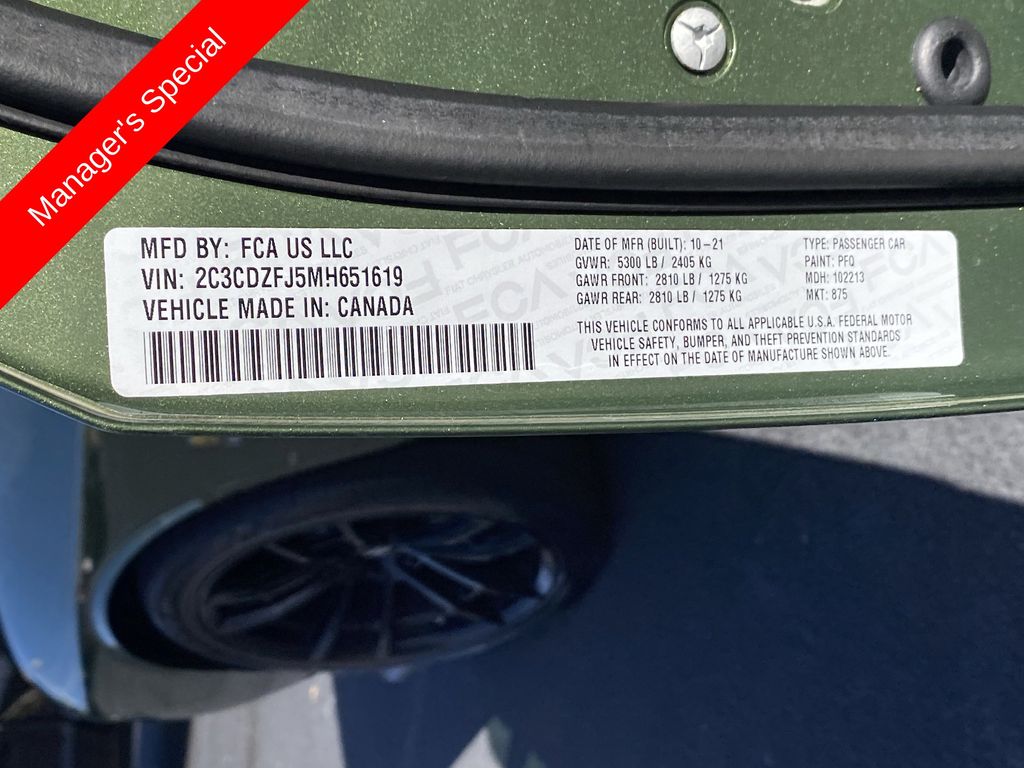 Manager's Special
MFD BY: FCA US LLC
VIN: 2C3CDZFJ5MH651619
VEHICLE MADE IN: CANADA
DATE OF MFR (BUILT): 10-21
GVWR: 5300 LB / 2405 KG
GAWR FRONT: 2810 LB / 1275 KG
GAWR REAR: 2810 LB / 1275 KG
TYPE: PASSENGER CAR
PAINT: PFQ
MDH: 102213
MKT: 875
THIS VEHICLE CONFORMS TO ALL APPLICABLE U.S.A. FEDERAL MOTOR
VEHICLE SAFETY, BUMPER, AND THEFT PREVENTION STANDARDS
IN EFFECT ON THE DATE OF MANUFACTURE SHOWN ABOVE.